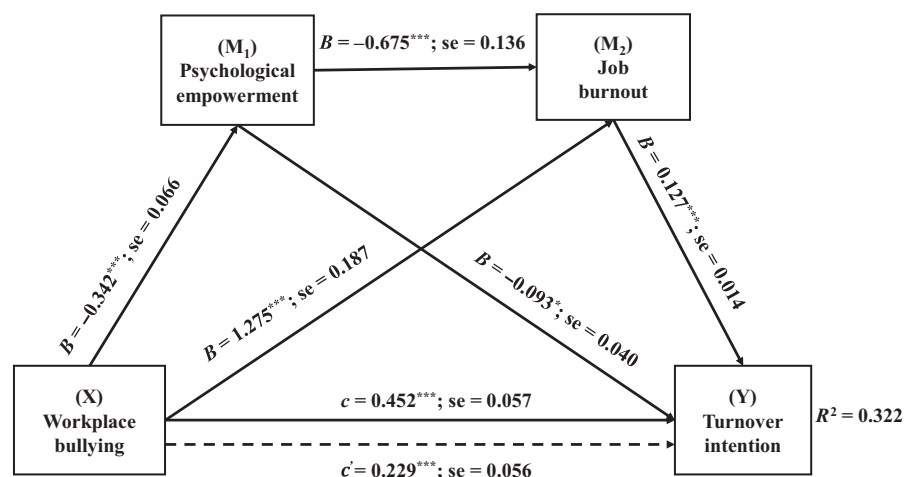 (M₁)
Psychological
empowerment
B = –0.675***; se = 0.136
(M₂)
Job
burnout
B = –0.342***; se = 0.066
B = 1.275***; se = 0.187
B = –0.093*; se = 0.040
B = 0.127***; se = 0.014
(X)
Workplace
bullying
c = 0.452***; se = 0.057
c’= 0.229***; se = 0.056
(Y)
Turnover
intention
R² = 0.322